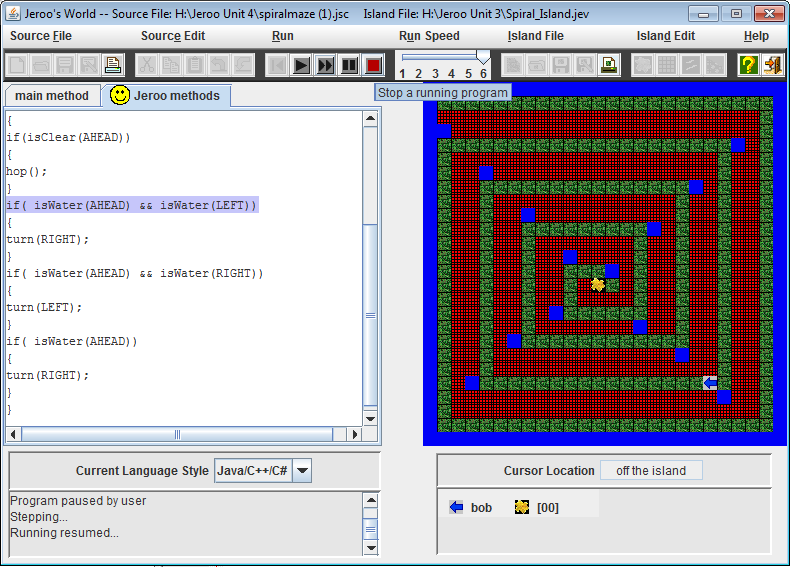 Jeroo's World -- Source File: H:\Jeroo Unit 4\spiralmaze (1).jsc     Island File: H:\Jeroo Unit 3\Spiral_Island.jev
Source File   Source Edit   Run   Run Speed   Island File   Island Edit   Help
1 2 3 4 5 6
Stop a running program
main method   Jeroo methods
{
if(isClear(AHEAD))
{
hop();
}
if( isWater(AHEAD) && isWater(LEFT))
{
turn(RIGHT);
}
if( isWater(AHEAD) && isWater(RIGHT))
{
turn(LEFT);
}
if( isWater(AHEAD))
{
turn(RIGHT);
}
}
Current Language Style   Java/C++/C#
Program paused by user
Stepping...
Running resumed...
Cursor Location   off the island
bob   [00]